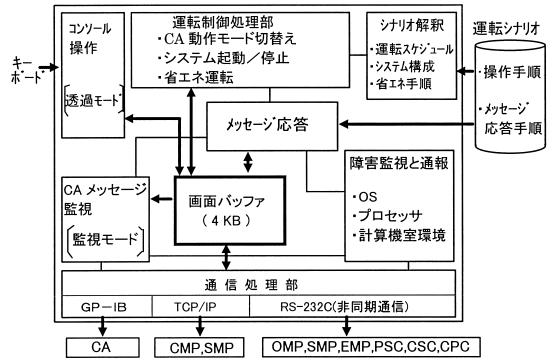 キー
ボード
コンソール
操作
透過モード
運転制御処理部
・CA動作モード切替え
・システム起動／停止
・省エネ運転
シナリオ解釈
・運転スケジュール
・システム構成
・省エネ手順
運転シナリオ
・操作手順
・メッセージ
応答手順
メッセージ応答
CAメッセージ
監視
監視モード
画面バッファ
(4 KB)
障害監視と通報
・OS
・プロセッサ
・計算機室環境
通信処理部
GP-IB
TCP/IP
RS-232C(非同期通信)
CA
CMP,SMP
OMP,SMP,EMP,PSC,CSC,CPC